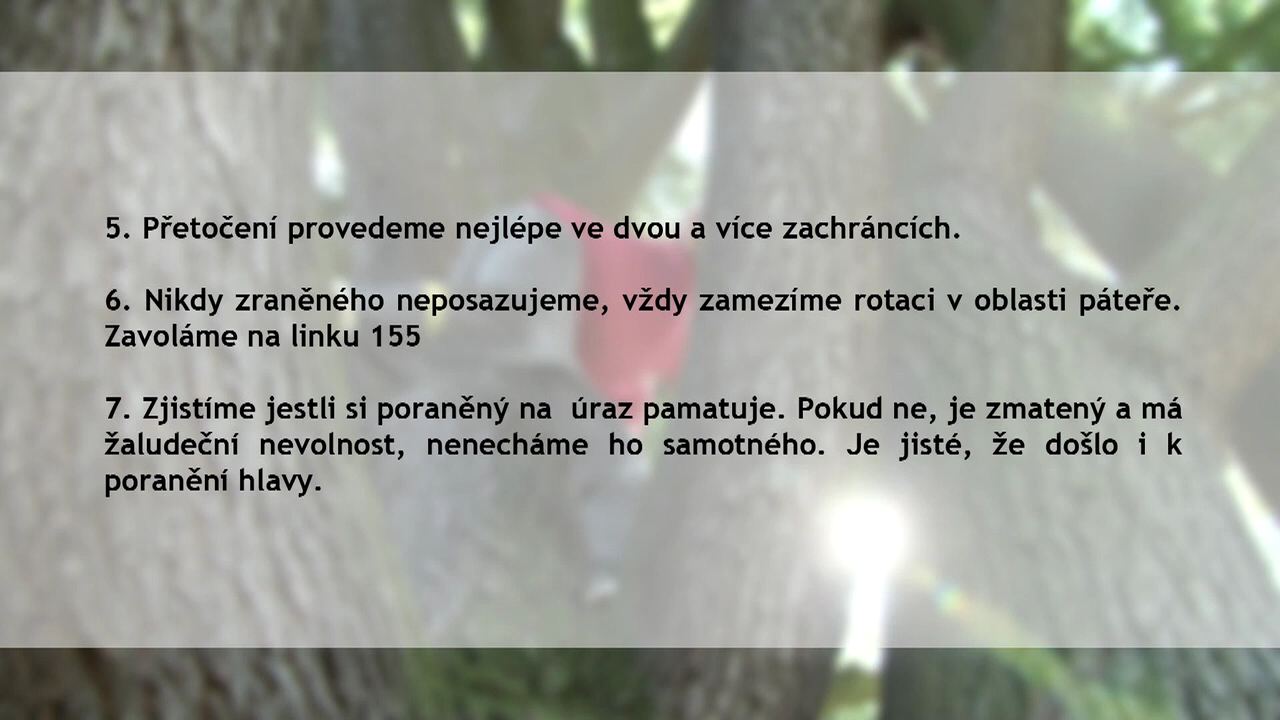 5. Přetočení provedeme nejlépe ve dvou a více zachráncích.
6. Nikdy zraněného neposazujeme, vždy zamezíme rotaci v oblasti páteře.
Zavoláme na linku 155
7. Zjistíme jestli si poraněný na úraz pamatuje. Pokud ne, je zmatený a má
žaludeční nevolnost, nenecháme ho samotného. Je jisté, že došlo i k
poranění hlavy.